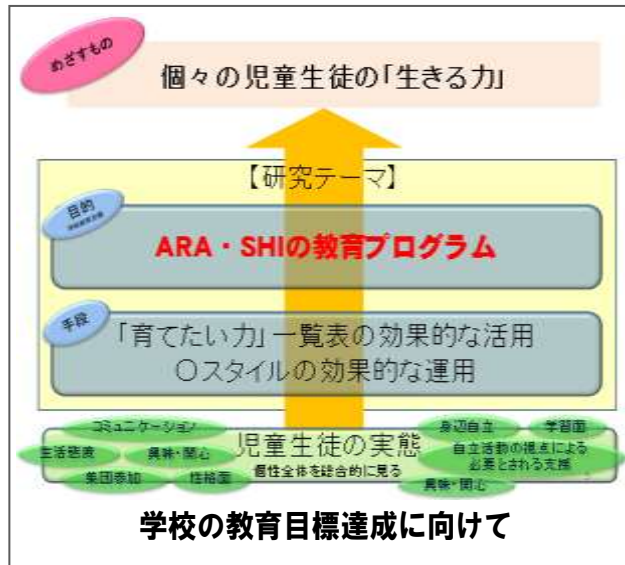 めざすもの
個々の児童生徒の「生きる力」
【研究テーマ】
目的
ARA・SHIの教育プログラム
手段
「育てたい力」一覧表の効果的な活用
〇スタイルの効果的な運用
コミュニケーション
身辺自立
学習面
生活態度
興味・関心
児童生徒の実態
自立活動の視点による
必要とされる支援
集団参加
性格面
個性全体を総合的に見る
興味・関心
学校の教育目標達成に向けて